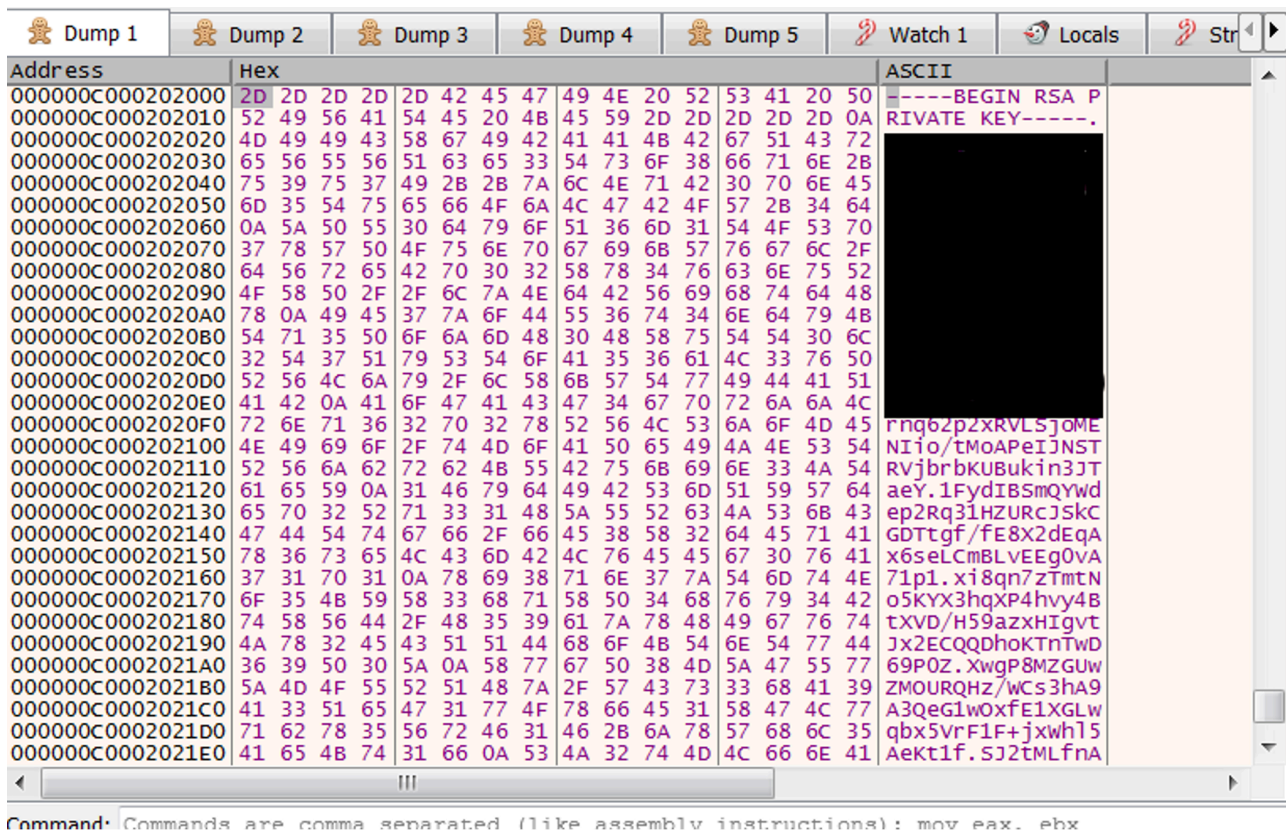 Dump 1 Dump 2 Dump 3 Dump 4 Dump 5 Watch 1 Locals Str
Address Hex ASCII
000000C000202000 2D 2D 2D 2D 2D 42 45 47 49 4E 20 52 53 41 20 50 -----BEGIN RSA P
000000C000202010 52 49 56 41 54 45 20 4B 45 59 2D 2D 2D 2D 2D 0A RIVATE KEY-----.
000000C000202020 4D 49 49 43 58 67 49 42 41 41 4B 42 67 51 43 72
000000C000202030 65 56 55 56 51 63 65 33 54 73 6F 38 66 71 6E 2B
000000C000202040 75 39 75 37 49 2B 2B 7A 6C 4E 71 42 30 70 6E 45
000000C000202050 6D 35 54 75 65 66 4F 6A 4C 47 42 4F 57 2B 34 64
000000C000202060 0A 5A 50 55 30 64 79 6F 51 36 6D 31 54 4F 53 70
000000C000202070 37 78 57 50 4F 75 6E 70 67 69 6B 57 76 67 6C 2F
000000C000202080 64 56 72 65 42 70 30 32 58 78 34 76 63 6E 75 52
000000C000202090 4F 58 50 2F 2F 6C 7A 4E 64 42 56 69 68 74 64 48
000000C0002020A0 78 0A 49 45 37 7A 6F 44 55 36 74 34 6E 64 79 4B
000000C0002020B0 54 71 35 50 6F 6A 6D 48 30 48 58 75 54 54 30 6C
000000C0002020C0 32 54 37 51 79 53 54 6F 41 35 36 61 4C 33 76 50
000000C0002020D0 52 56 4C 6A 79 2F 6C 58 6B 57 54 77 49 44 41 51
000000C0002020E0 41 42 0A 41 6F 47 41 43 47 34 67 70 72 6A 6A 4C
000000C0002020F0 72 6E 71 36 32 70 32 78 52 56 4C 53 6A 6F 4D 45 rnq62p2xRVLSjoME
000000C000202100 4E 49 69 6F 2F 74 4D 6F 41 50 65 49 4A 4E 53 54 NIio/tMoAPeIJNST
000000C000202110 52 56 6A 62 72 62 4B 55 42 75 6B 69 6E 33 4A 54 RVjbrbKUBukin3JT
000000C000202120 61 65 59 0A 31 46 79 64 49 42 53 6D 51 59 57 64 aeY.1FydIBSmQYWd
000000C000202130 65 70 32 52 71 33 31 48 5A 55 52 63 4A 53 6B 43 ep2Rq31HZURcJSkC
000000C000202140 47 44 54 74 67 66 2F 66 45 38 58 32 64 45 71 41 GDTtgf/fE8X2dEqA
000000C000202150 78 36 73 65 4C 43 6D 42 4C 76 45 45 67 30 76 41 x6seLCmBLvEEg0vA
000000C000202160 37 31 70 31 0A 78 69 38 71 6E 37 7A 54 6D 74 4E 71p1.xi8qn7zTmtN
000000C000202170 6F 35 4B 59 58 33 68 71 58 50 34 68 76 79 34 42 o5KYX3hqXP4hvy4B
000000C000202180 74 58 56 44 2F 48 35 39 61 7A 78 48 49 67 76 74 tXVD/H59azxHIgvt
000000C000202190 4A 78 32 45 43 51 51 44 68 6F 4B 54 6E 54 77 44 Jx2ECQQDhoKTnTwD
000000C0002021A0 36 39 50 30 5A 0A 58 77 67 50 38 4D 5A 47 55 77 69P0Z.XwgP8MZGUw
000000C0002021B0 5A 4D 4F 55 52 51 48 7A 2F 57 43 73 33 68 41 39 ZMOURQHz/WCs3hA9
000000C0002021C0 41 33 51 65 47 31 77 4F 78 66 45 31 58 47 4C 77 A3QeG1wOxfE1XGLw
000000C0002021D0 71 62 78 35 56 72 46 31 46 2B 6A 78 57 68 6C 35 qbx5VrF1F+jxWhl5
000000C0002021E0 41 65 4B 74 31 66 0A 53 4A 32 74 4D 4C 66 6E 41 AeKt1f.SJ2tMLfnA
Command: Commands are comma separated (like assembly instructions): mov eax, ebx